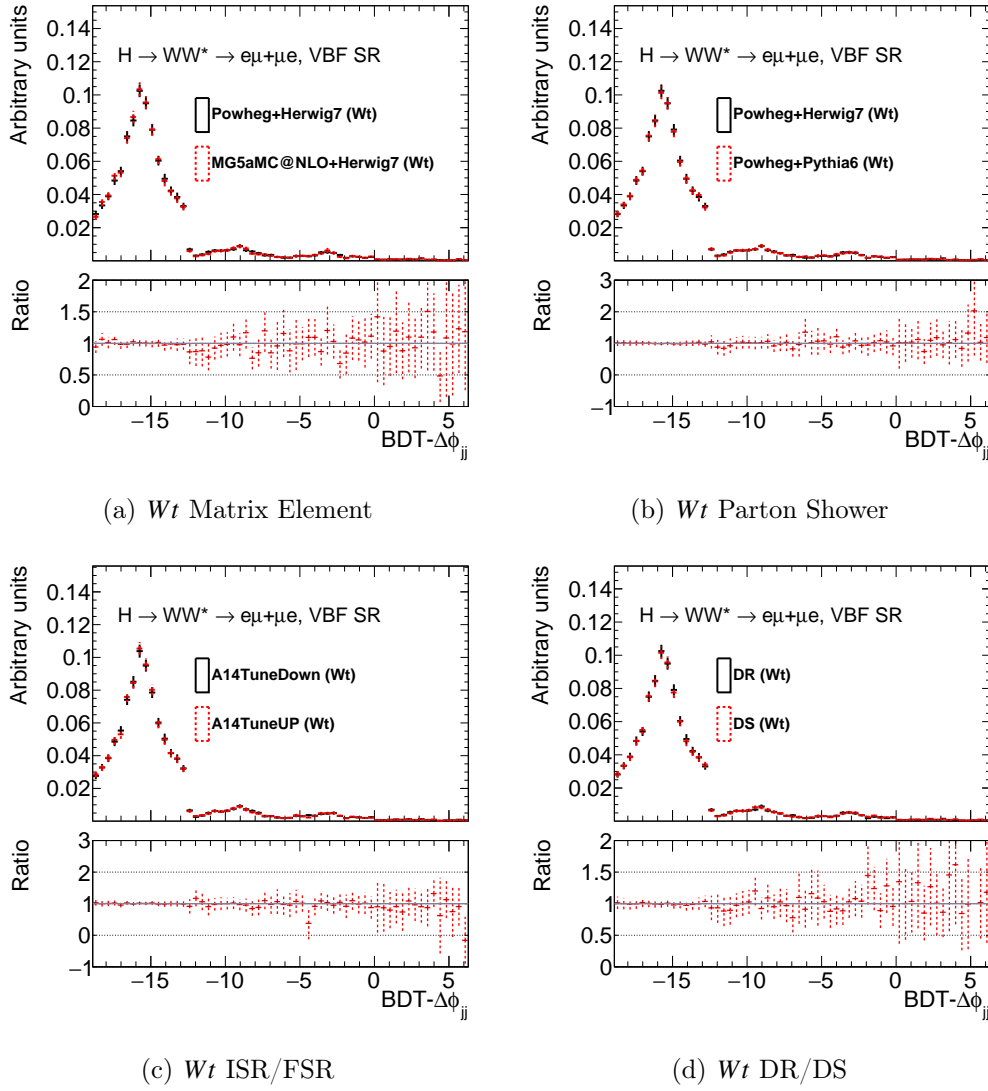 Arbitrary units
0.14
0.12
0.1
0.08
0.06
0.04
0.02
H → WW* → eμ+μe, VBF SR
Powheg+Herwig7 (Wt)
MG5aMC@NLO+Herwig7 (Wt)
Ratio
2
1.5
1
0.5
0
−15 −10 −5 0 5
BDT-Δϕjj
(a) Wt Matrix Element
Arbitrary units
0.14
0.12
0.1
0.08
0.06
0.04
0.02
H → WW* → eμ+μe, VBF SR
Powheg+Herwig7 (Wt)
Powheg+Pythia6 (Wt)
Ratio
3
2
1
0
−1
−15 −10 −5 0 5
BDT-Δϕjj
(b) Wt Parton Shower
Arbitrary units
0.14
0.12
0.1
0.08
0.06
0.04
0.02
H → WW* → eμ+μe, VBF SR
A14TuneDown (Wt)
A14TuneUP (Wt)
Ratio
3
2
1
0
−1
−15 −10 −5 0 5
BDT-Δϕjj
(c) Wt ISR/FSR
Arbitrary units
0.14
0.12
0.1
0.08
0.06
0.04
0.02
H → WW* → eμ+μe, VBF SR
DR (Wt)
DS (Wt)
Ratio
2
1.5
1
0.5
0
−15 −10 −5 0 5
BDT-Δϕjj
(d) Wt DR/DS